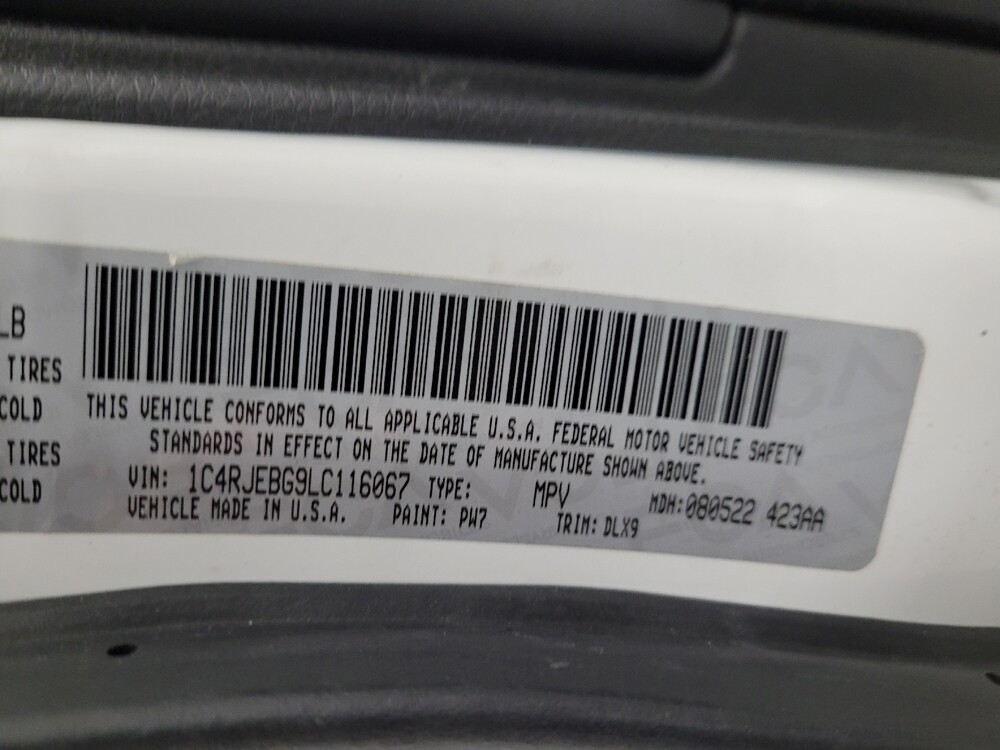 LB
TIRES
COLD
TIRES
COLD
THIS VEHICLE CONFORMS TO ALL APPLICABLE U.S.A. FEDERAL MOTOR VEHICLE SAFETY
STANDARDS IN EFFECT ON THE DATE OF MANUFACTURE SHOWN ABOVE.
VIN: 1C4RJEBG9LC116067 TYPE: MPV MDH:080522 423AA
VEHICLE MADE IN U.S.A. PAINT: PW7 TRIM: DLX9